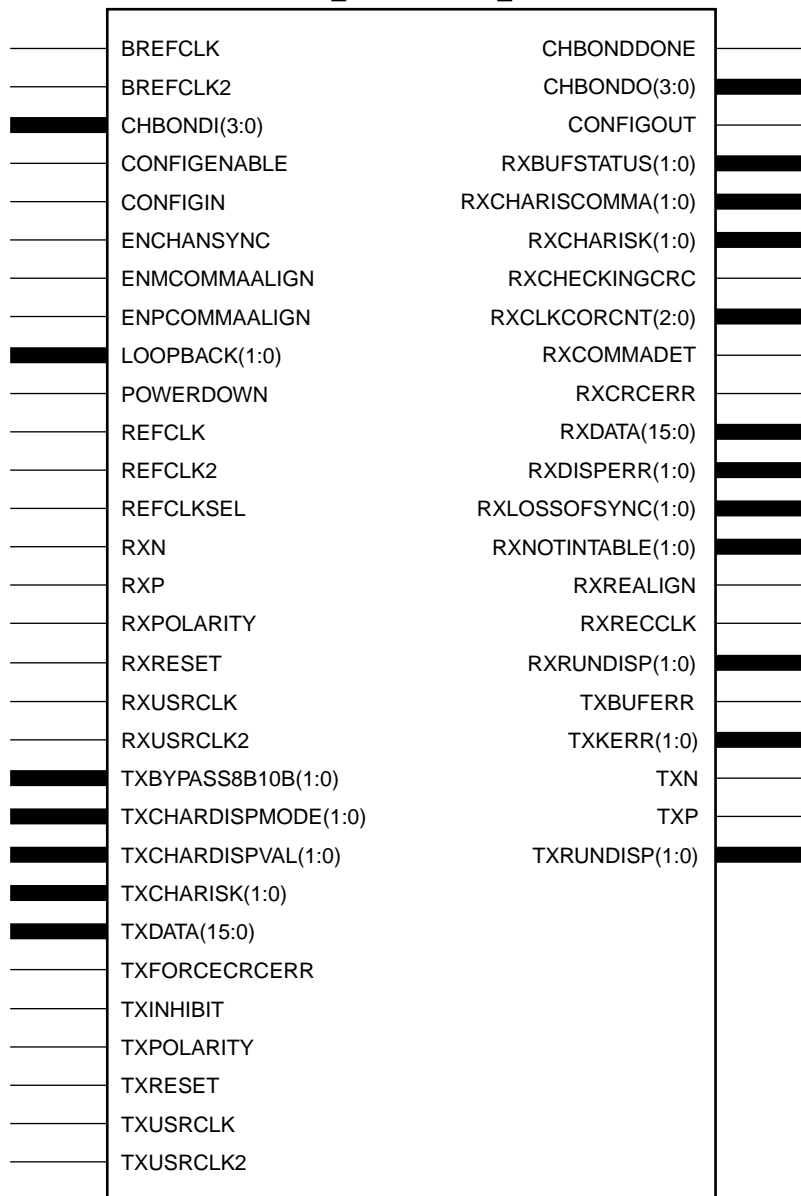 BREFCLK CHBONDDONE
BREFCLK2 CHBONDO(3:0)
CHBONDI(3:0) CONFIGOUT
CONFIGENABLE RXBUFSTATUS(1:0)
CONFIGIN RXCHARISCOMMA(1:0)
ENCHANSYNC RXCHARISK(1:0)
ENMCOMMAALIGN RXCHECKINGCRC
ENPCOMMAALIGN RXCLKCORCNT(2:0)
LOOPBACK(1:0) RXCOMMADET
POWERDOWN RXCRCERR
REFCLK RXDATA(15:0)
REFCLK2 RXDISPERR(1:0)
REFCLKSEL RXLOSSOFSYNC(1:0)
RXN RXNOTINTABLE(1:0)
RXP RXREALIGN
RXPOLARITY RXRECCLK
RXRESET RXRUNDISP(1:0)
RXUSRCLK TXBUFERR
RXUSRCLK2 TXKERR(1:0)
TXBYPASS8B10B(1:0) TXN
TXCHARDISPMODE(1:0) TXP
TXCHARDISPVAL(1:0) TXRUNDISP(1:0)
TXCHARISK(1:0)
TXDATA(15:0)
TXFORCECRCERR
TXINHIBIT
TXPOLARITY
TXRESET
TXUSRCLK
TXUSRCLK2